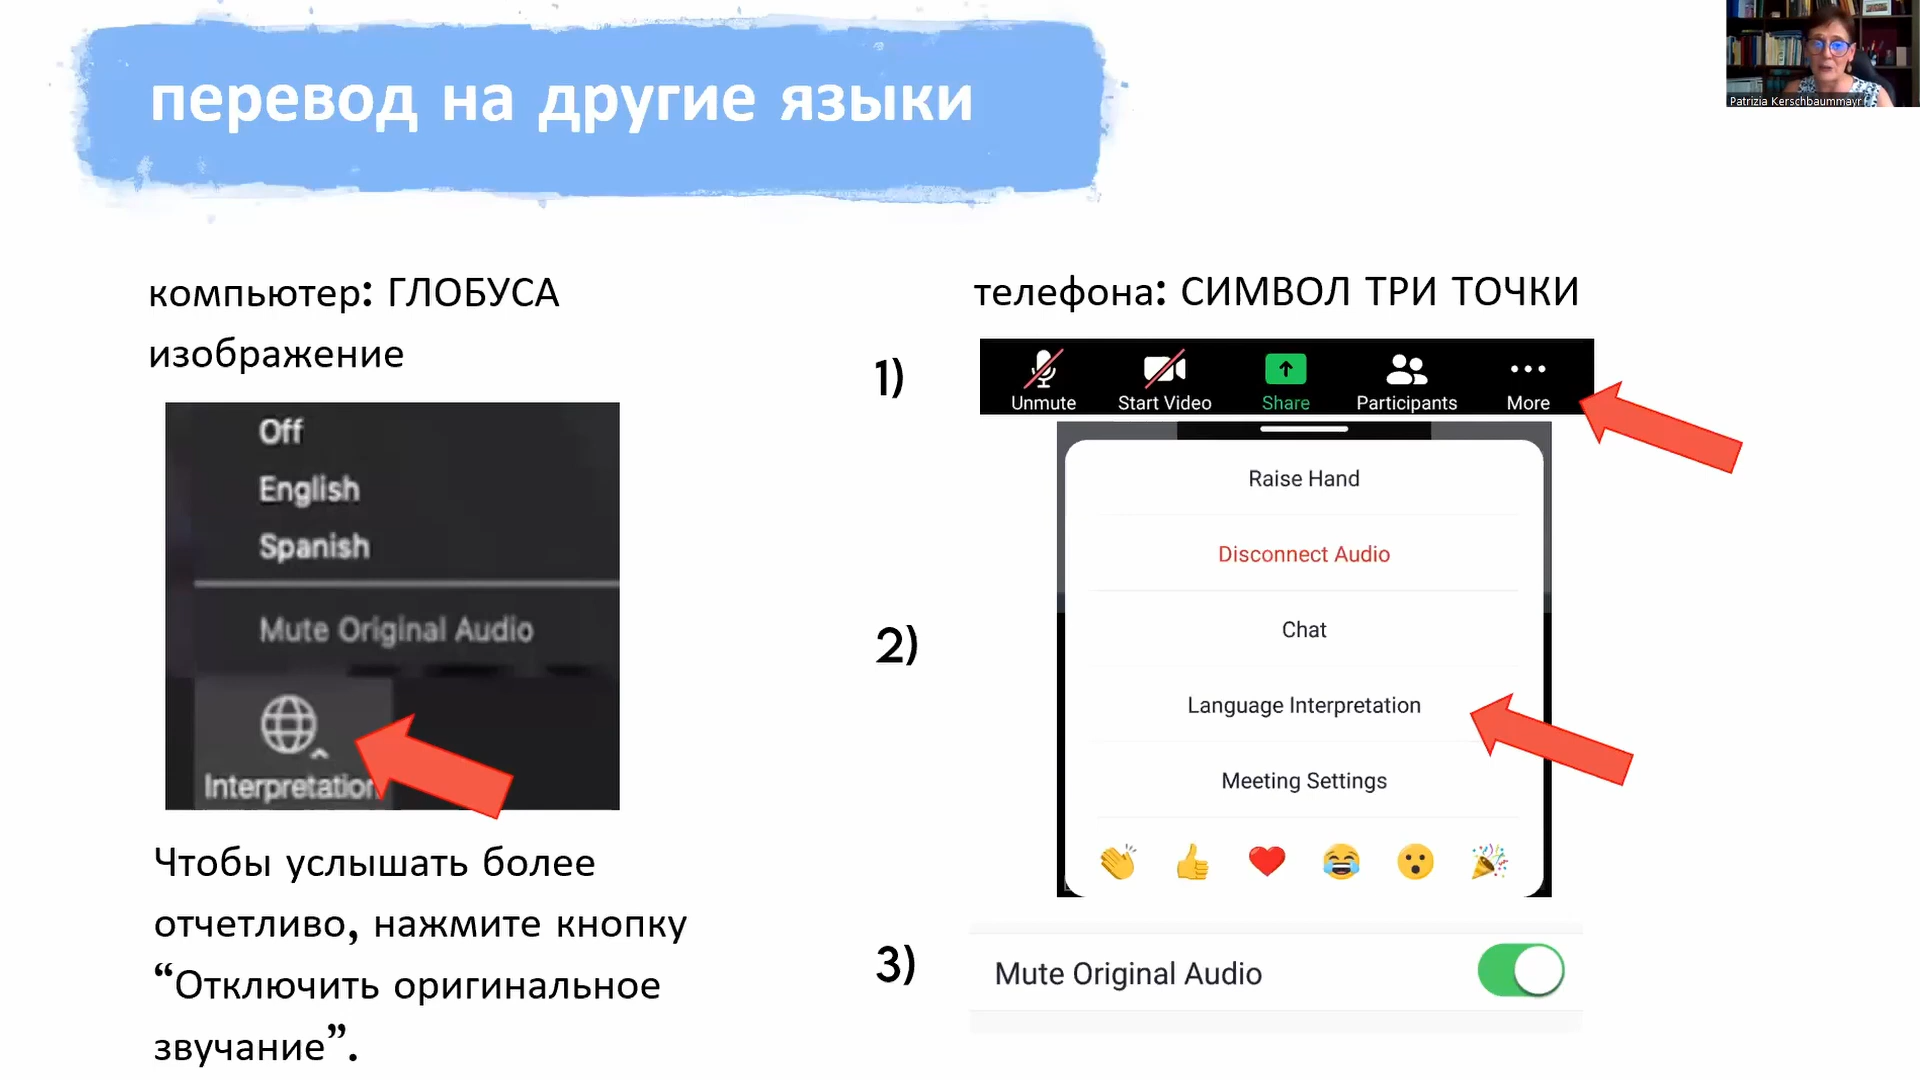 перевод на другие языки
Patrizia Kerschbaummayr
компьютер: ГЛОБУСА
изображение
Off
English
Spanish
Mute Original Audio
Interpretation
Чтобы услышать более
отчетливо, нажмите кнопку
“Отключить оригинальное
звучание”.
телефона: СИМВОЛ ТРИ ТОЧКИ
1)
Unmute Start Video Share Participants More
2)
Raise Hand
Disconnect Audio
Chat
Language Interpretation
Meeting Settings
3)
Mute Original Audio